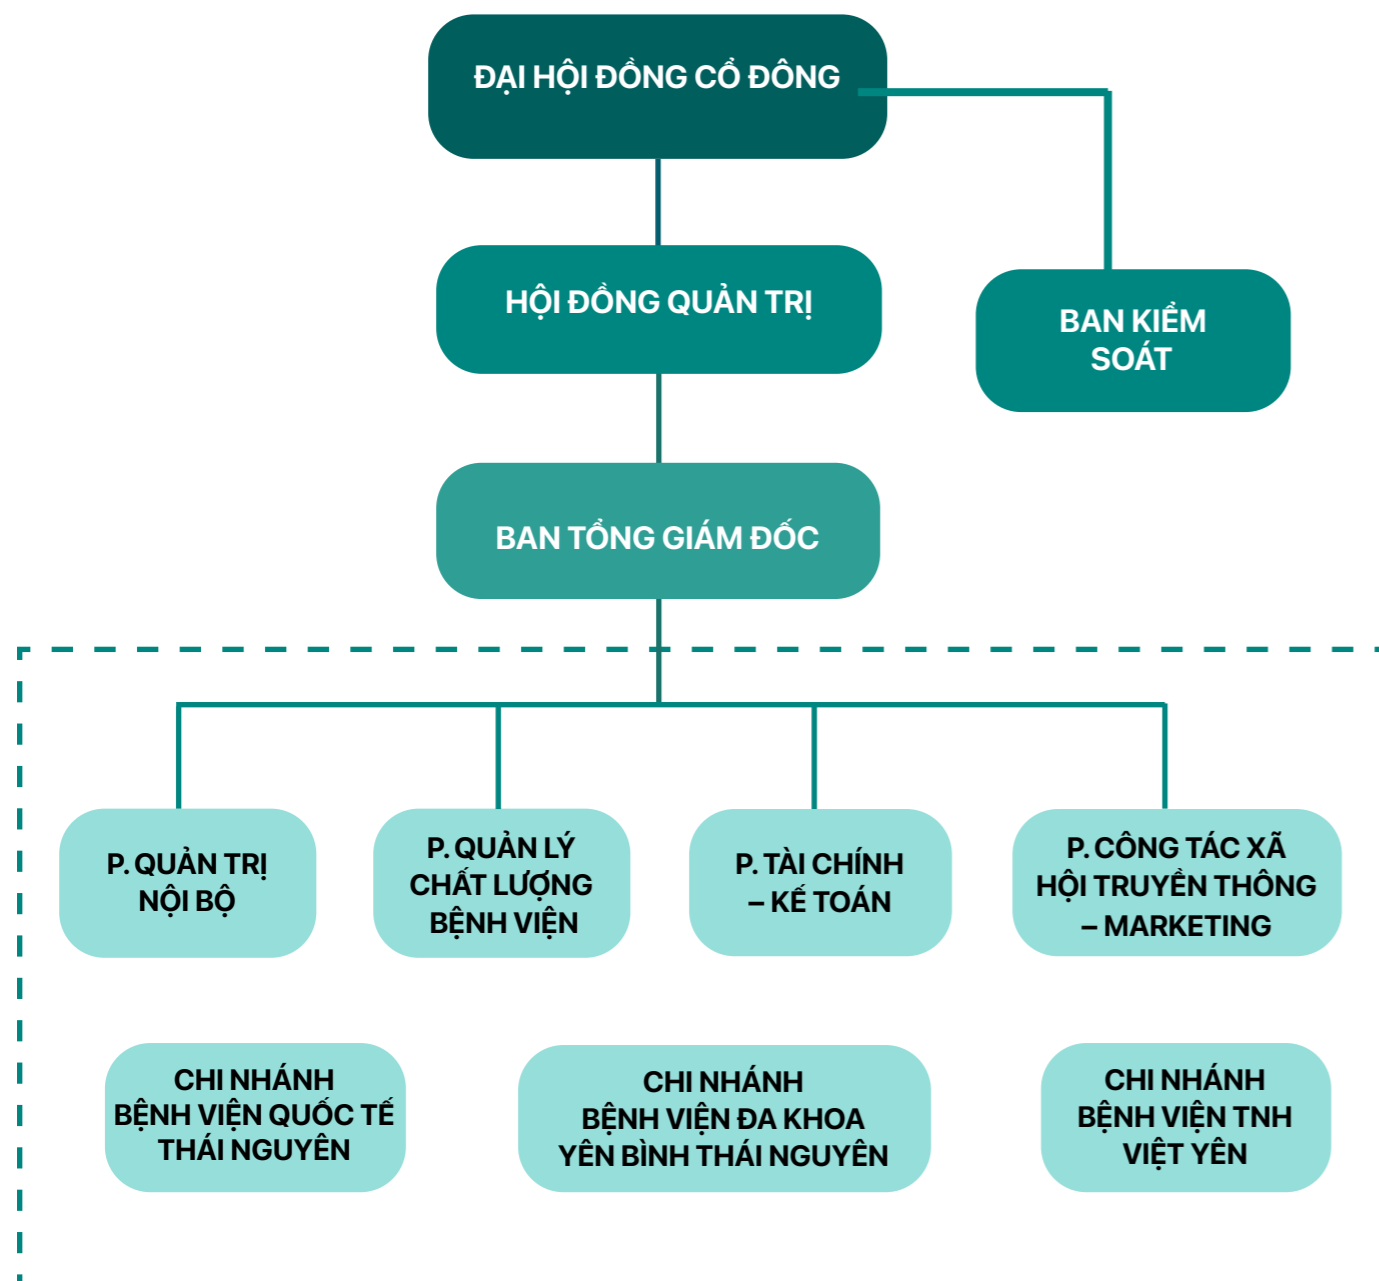 ĐẠI HỘI ĐỒNG CỔ ĐÔNG
HỘI ĐỒNG QUẢN TRỊ
BAN KIỂM
SOÁT
BAN TỔNG GIÁM ĐỐC
P. QUẢN TRỊ
NỘI BỘ
P. QUẢN LÝ
CHẤT LƯỢNG
BỆNH VIỆN
P. TÀI CHÍNH
– KẾ TOÁN
P. CÔNG TÁC XÃ
HỘI TRUYỀN THÔNG
– MARKETING
CHI NHÁNH
BỆNH VIỆN QUỐC TẾ
THÁI NGUYÊN
CHI NHÁNH
BỆNH VIỆN ĐA KHOA
YÊN BÌNH THÁI NGUYÊN
CHI NHÁNH
BỆNH VIỆN TNH
VIỆT YÊN